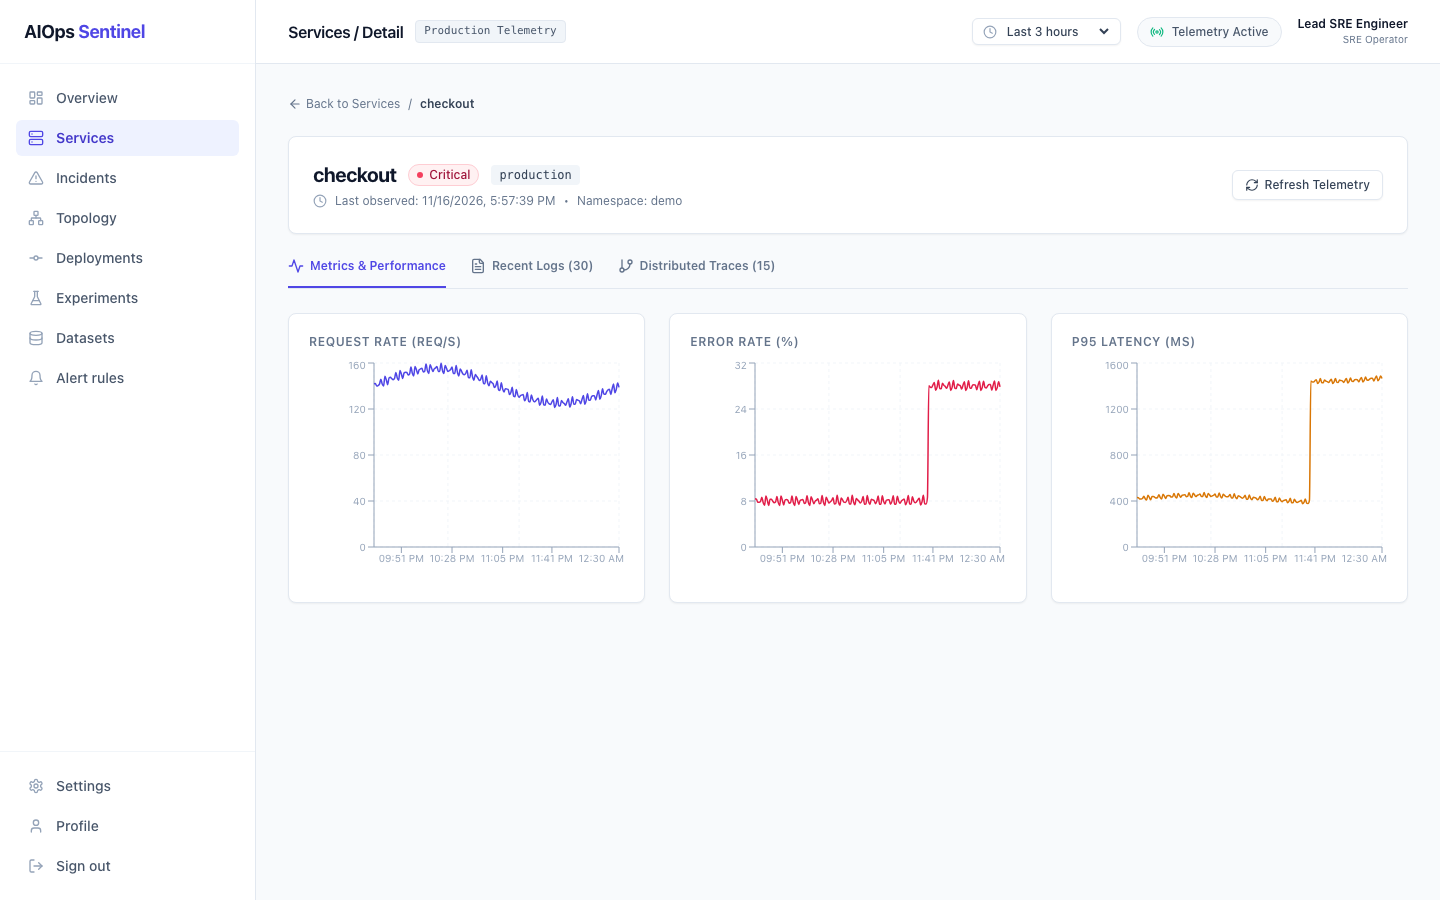 AIOps Sentinel
Services / Detail
Production Telemetry
Last 3 hours
Telemetry Active
Lead SRE Engineer
SRE Operator
Overview
Services
Incidents
Topology
Deployments
Experiments
Datasets
Alert rules
Settings
Profile
Sign out
Back to Services / checkout
checkout
Critical
production
Last observed: 11/16/2026, 5:57:39 PM • Namespace: demo
Refresh Telemetry
Metrics & Performance
Recent Logs (30)
Distributed Traces (15)
REQUEST RATE (REQ/S)
160
120
80
40
0
09:51 PM 10:28 PM 11:05 PM 11:41 PM 12:30 AM
ERROR RATE (%)
32
24
16
8
0
09:51 PM 10:28 PM 11:05 PM 11:41 PM 12:30 AM
P95 LATENCY (MS)
1600
1200
800
400
0
09:51 PM 10:28 PM 11:05 PM 11:41 PM 12:30 AM